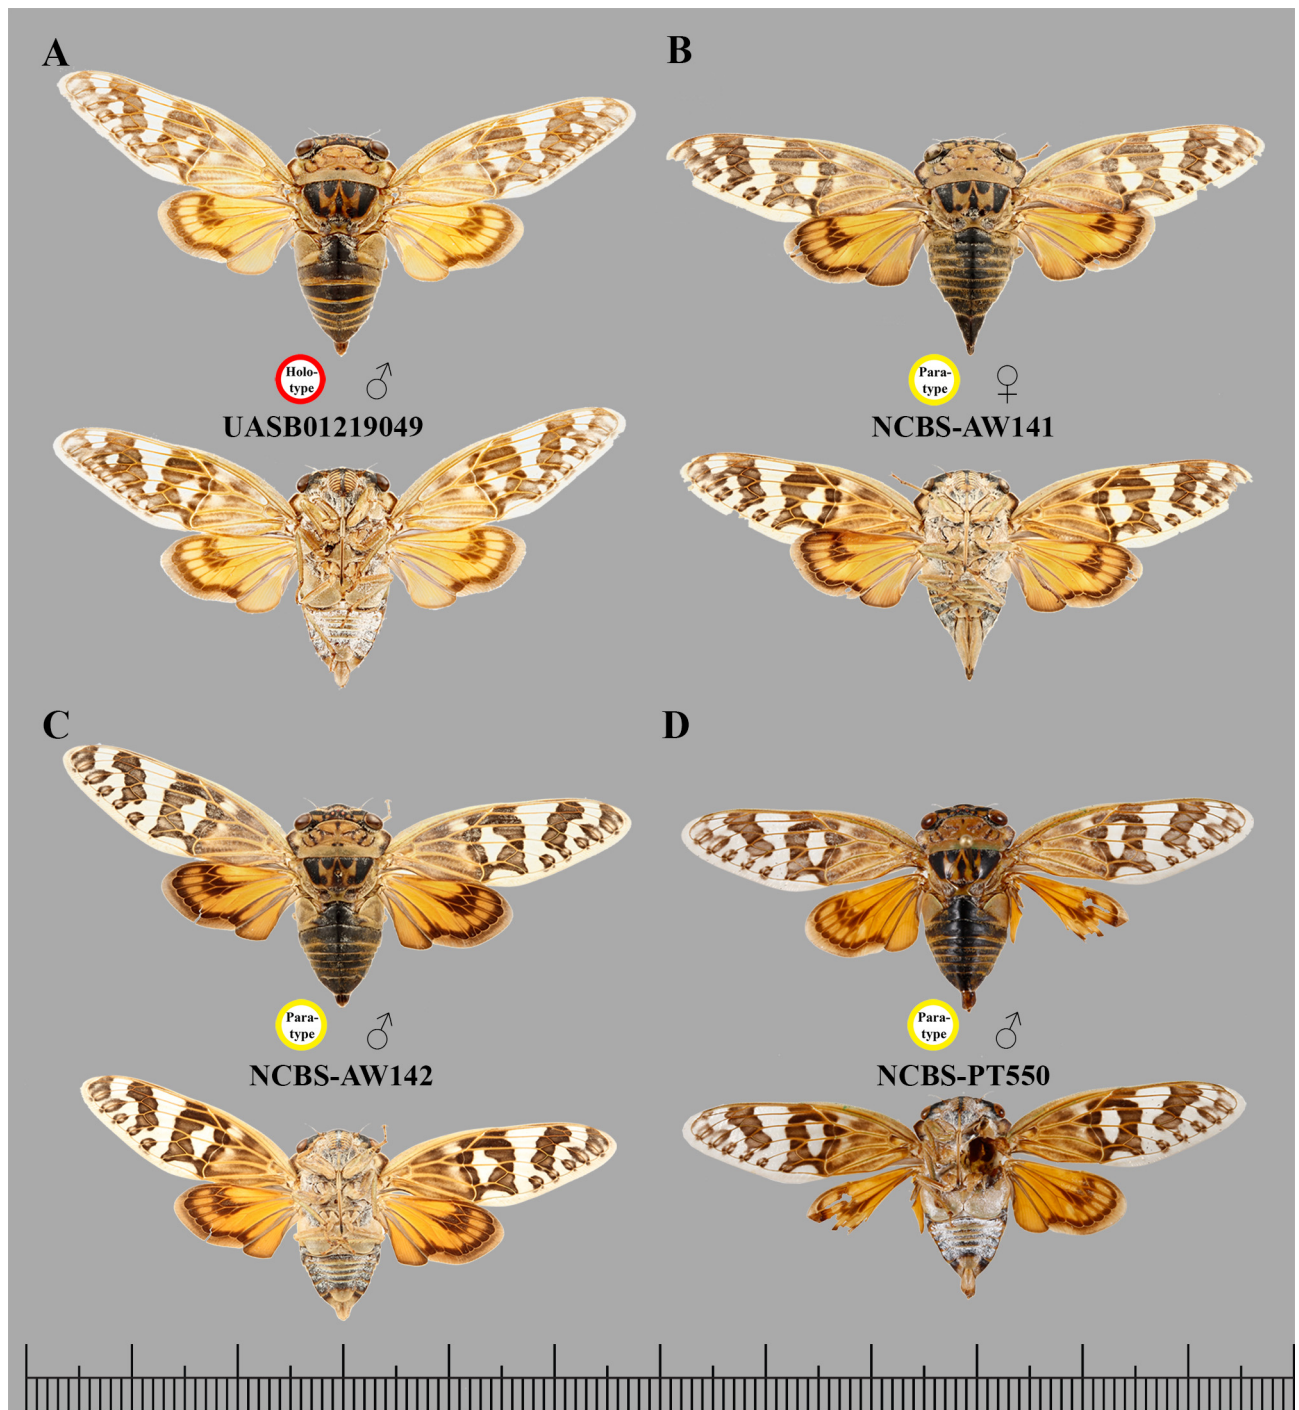 A
B
Holo-
type ♂
UASB01219049
Para-
type ♀
NCBS-AW141
C
D
Para-
type ♂
NCBS-AW142
Para-
type ♂
NCBS-PT550